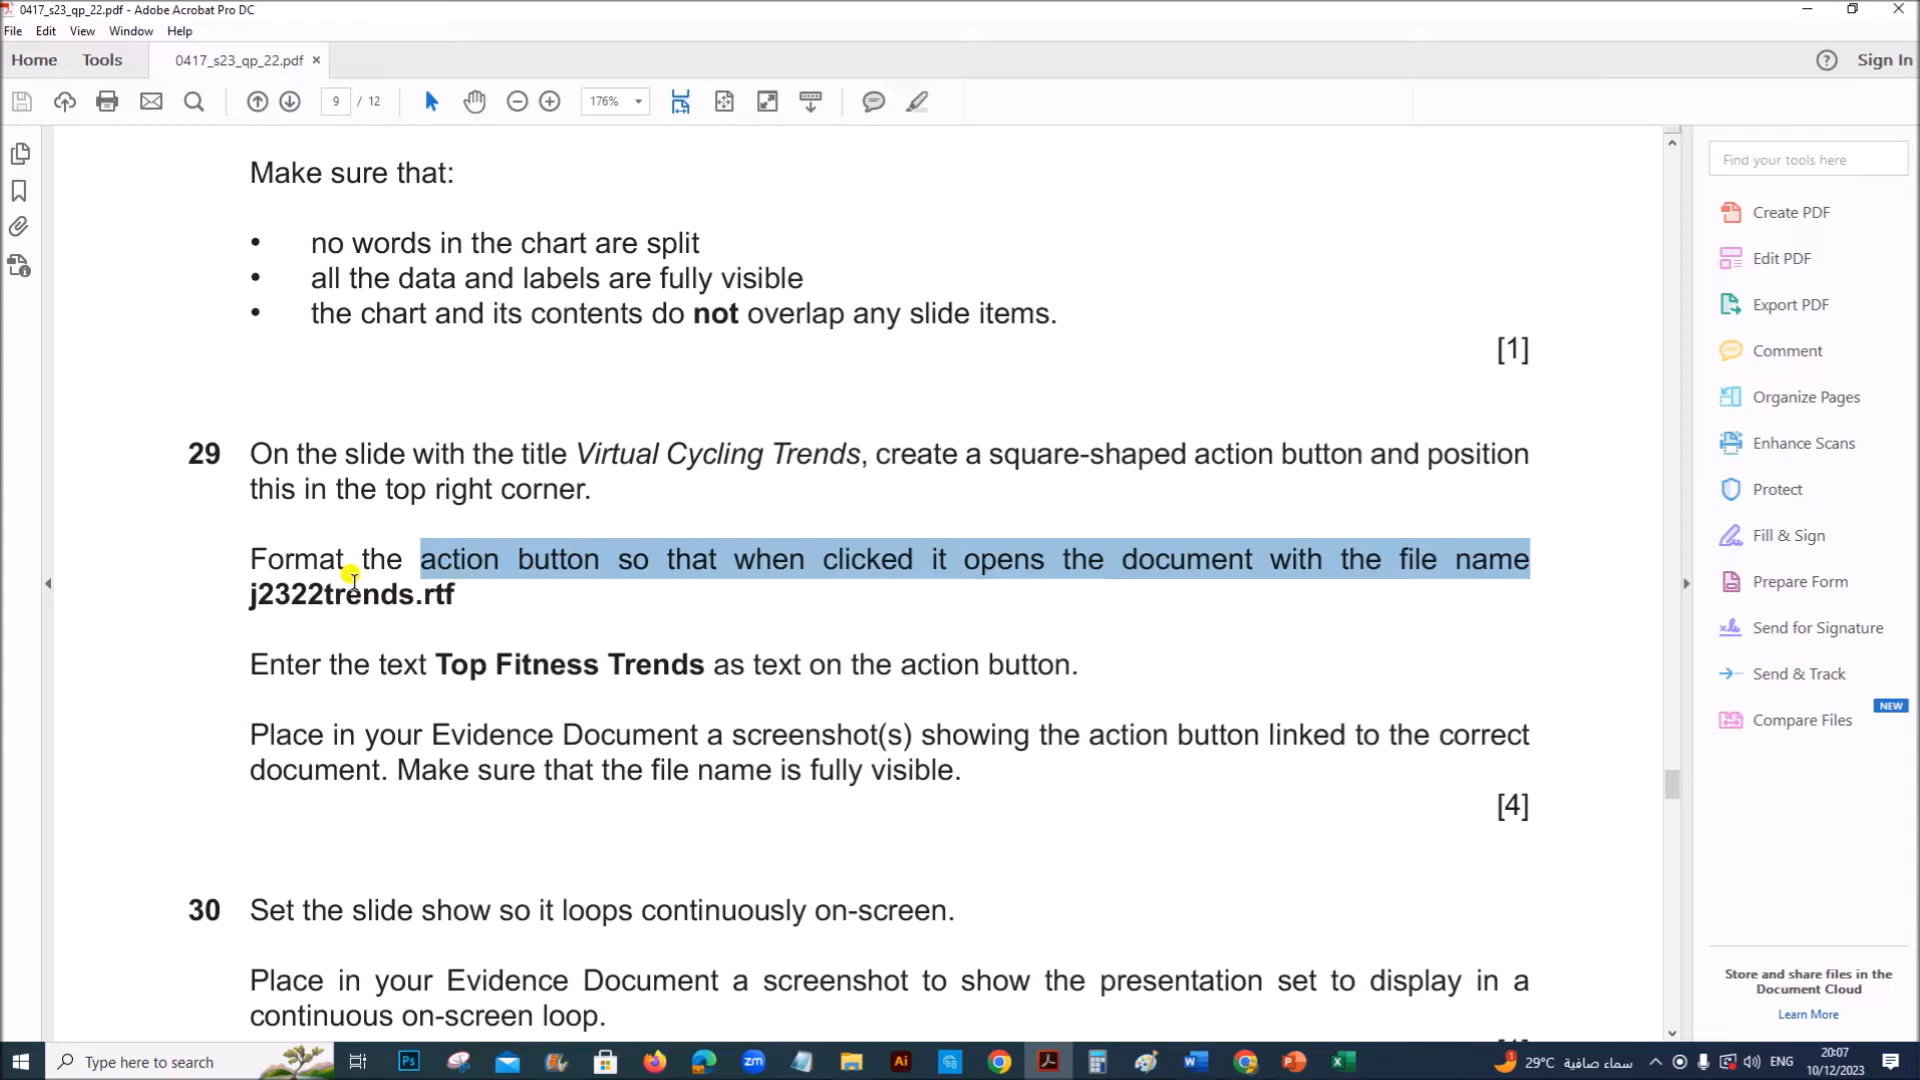 0417_s23_qp_22.pdf - Adobe Acrobat Pro DC
File Edit View Window Help
Home Tools 0417_s23_qp_22.pdf × Sign In
9 / 12 176%
Make sure that:
• no words in the chart are split
• all the data and labels are fully visible
• the chart and its contents do not overlap any slide items.
[1]
29 On the slide with the title Virtual Cycling Trends, create a square-shaped action button and position
this in the top right corner.
Format the action button so that when clicked it opens the document with the file name
j2322trends.rtf
Enter the text Top Fitness Trends as text on the action button.
Place in your Evidence Document a screenshot(s) showing the action button linked to the correct
document. Make sure that the file name is fully visible.
[4]
30 Set the slide show so it loops continuously on-screen.
Place in your Evidence Document a screenshot to show the presentation set to display in a
continuous on-screen loop.
Find your tools here
Create PDF
Edit PDF
Export PDF
Comment
Organize Pages
Enhance Scans
Protect
Fill & Sign
Prepare Form
Send for Signature
Send & Track
NEW
Compare Files
Store and share files in the
Document Cloud
Learn More
Type here to search
Ps
zm
Ai
29°C سماء صافية
ENG
20:07
10/12/2023